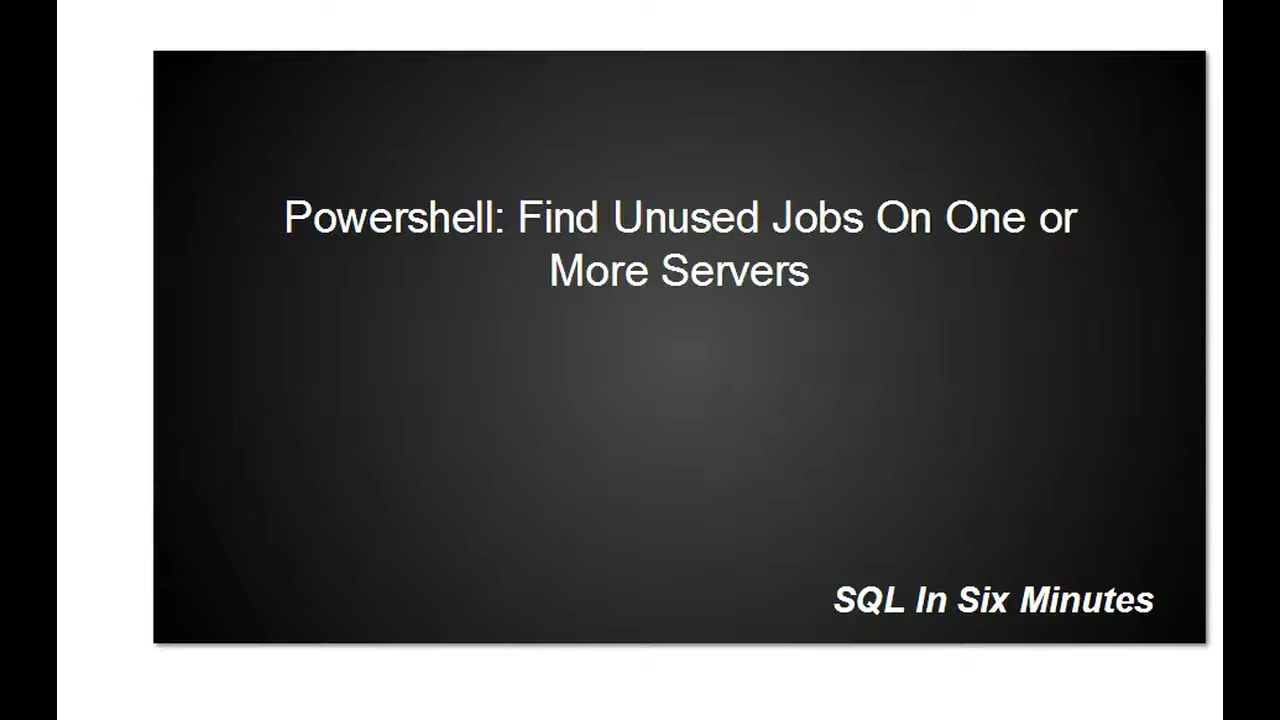 Powershell: Find Unused Jobs On One or
More Servers
SQL In Six Minutes